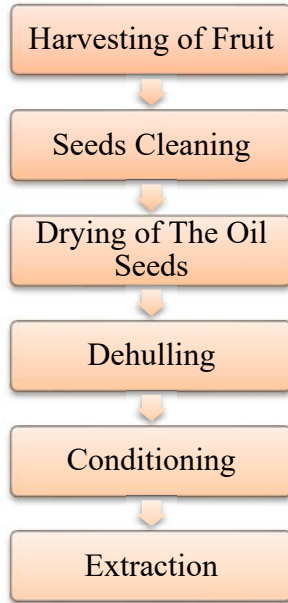 Harvesting of Fruit
Seeds Cleaning
Drying of The Oil
Seeds
Dehulling
Conditioning
Extraction